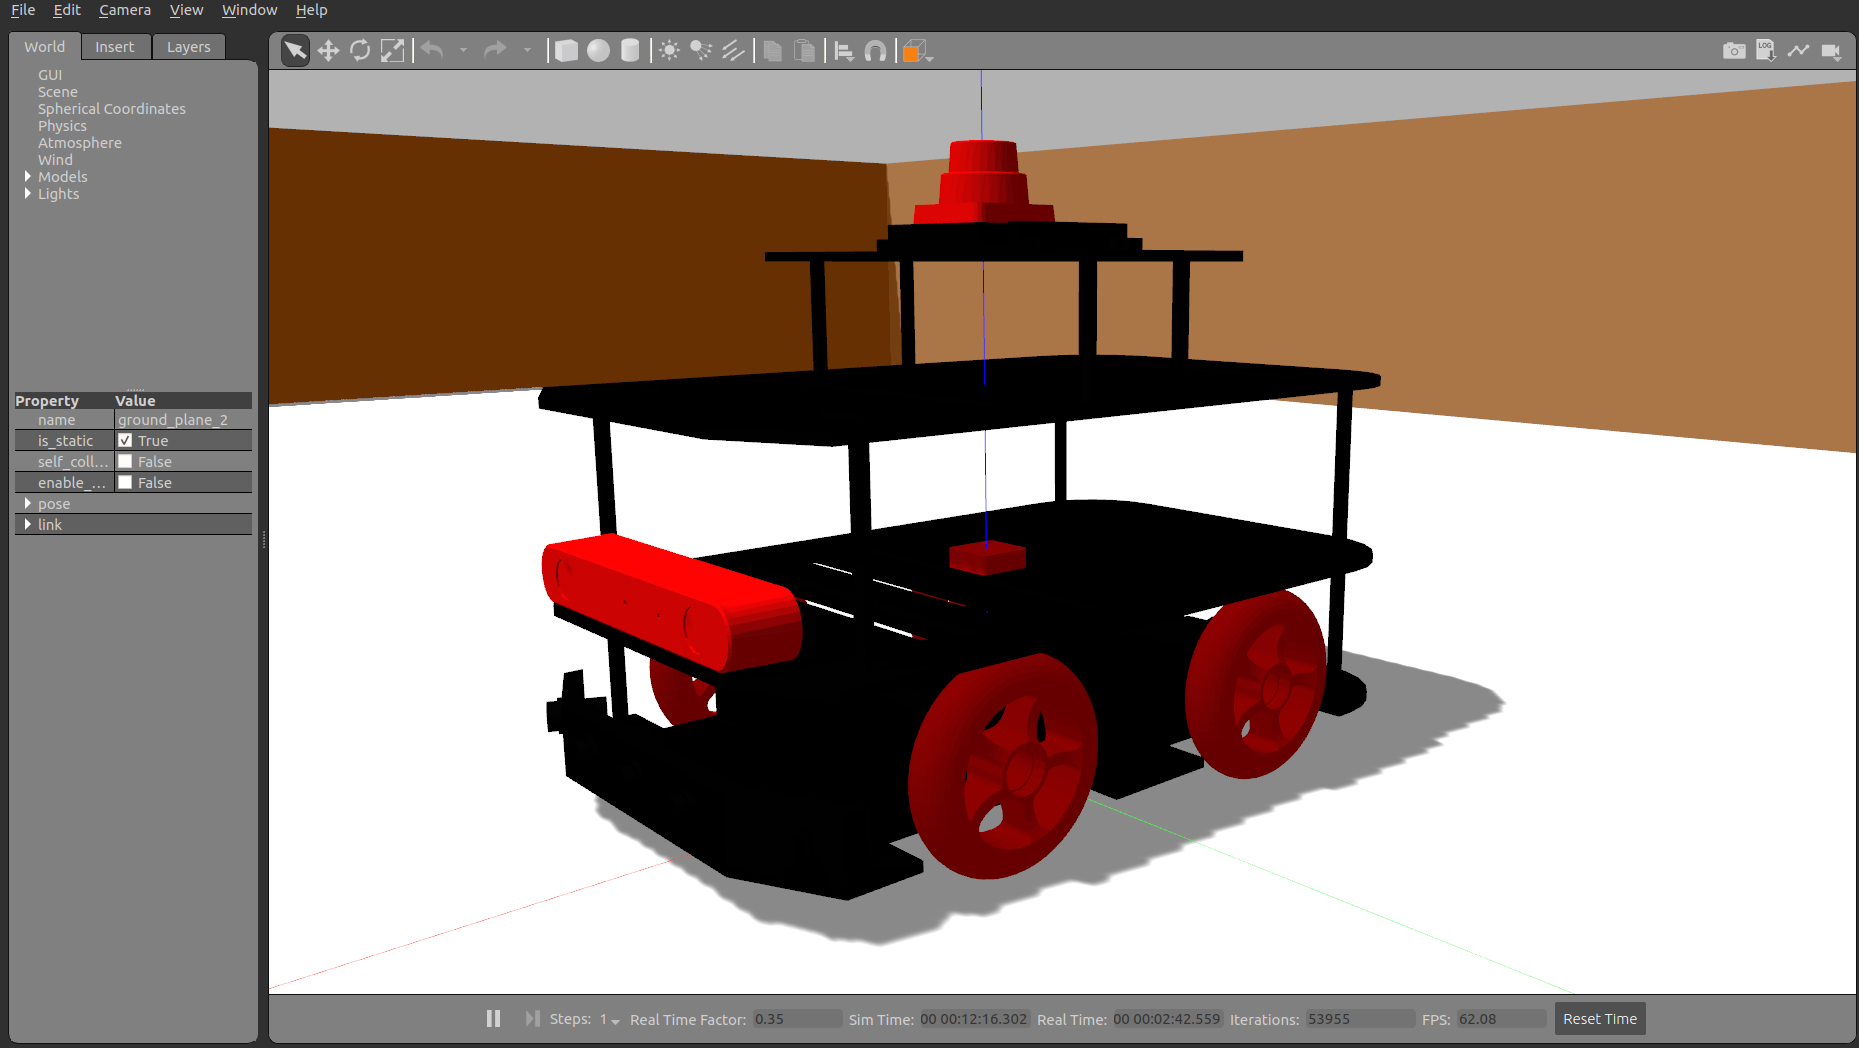 File Edit Camera View Window Help
World Insert Layers
LOG
GUI
Scene
Spherical Coordinates
Physics
Atmosphere
Wind
Models
Lights
Property Value
name ground_plane_2
is_static True
self_coll... False
enable_... False
pose
link
Steps: 1 Real Time Factor: 0.35 Sim Time: 00 00:12:16.302 Real Time: 00 00:02:42.559 Iterations: 53955 FPS: 62.08 Reset Time